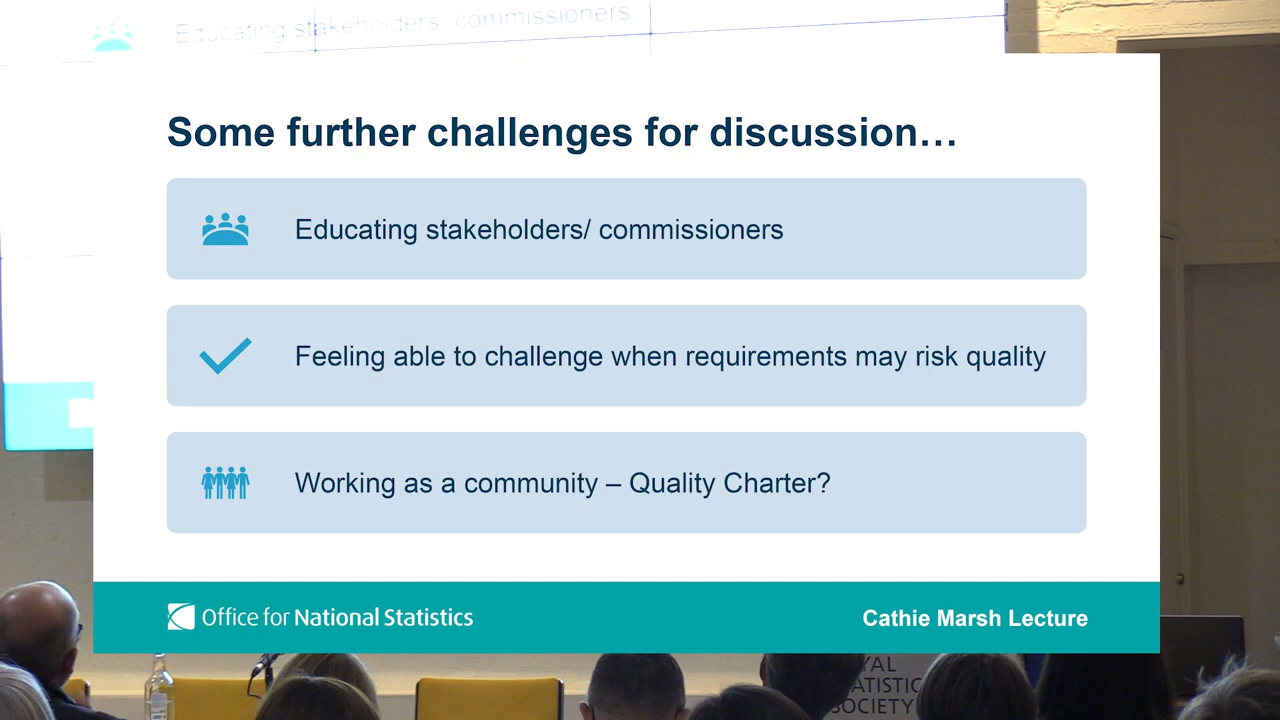 Educating stakeholders/ commissioners
Some further challenges for discussion…
Educating stakeholders/ commissioners
Feeling able to challenge when requirements may risk quality
Working as a community – Quality Charter?
Office for National Statistics
Cathie Marsh Lecture
YAL
ATISTIC
SOCIETY